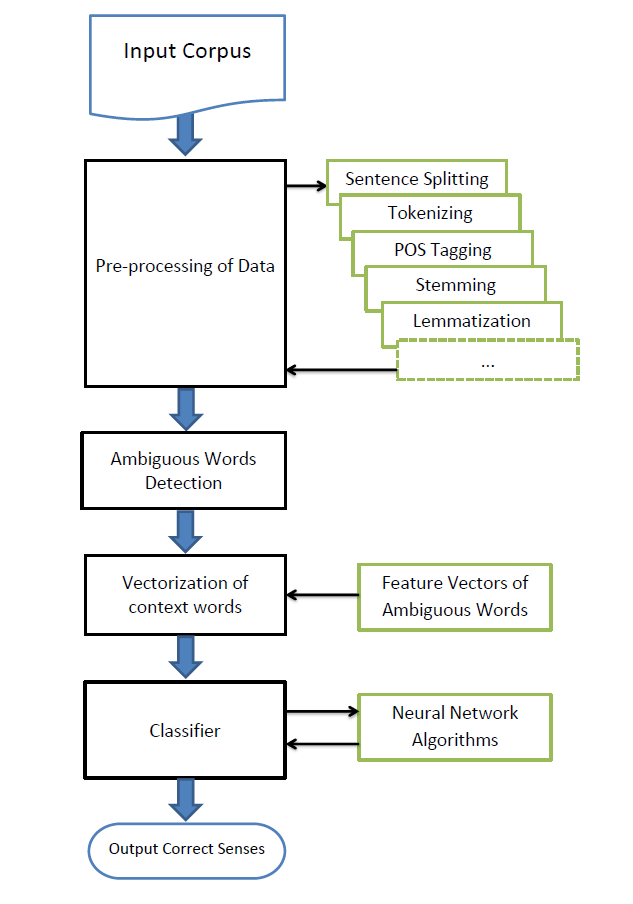 Input Corpus
Pre-processing of Data
Sentence Splitting
Tokenizing
POS Tagging
Stemming
Lemmatization
...
Ambiguous Words
Detection
Vectorization of
context words
Feature Vectors of
Ambiguous Words
Classifier
Neural Network
Algorithms
Output Correct Senses